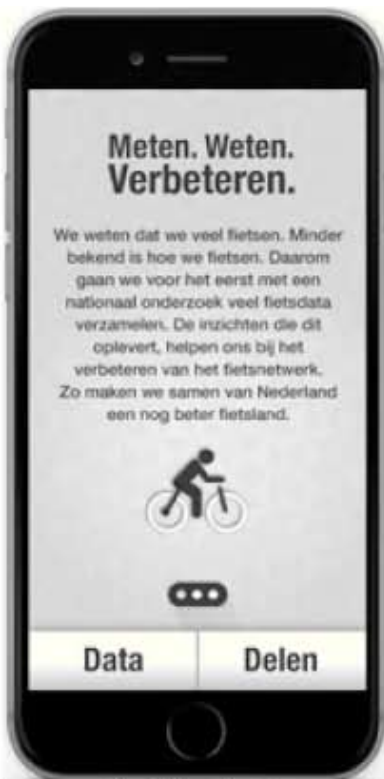 Meten. Weten.
Verbeteren.
We weten dat we veel fietsen. Minder
bekend is hoe we fietsen. Daarom
gaan we voor het eerst met een
nationaal onderzoek veel fietsdata
verzamelen. De inzichten die dit
oplevert, helpen ons bij het
verbeteren van het fietsnetwerk.
Zo maken we samen van Nederland
een nog beter fietsland.
Data
Delen